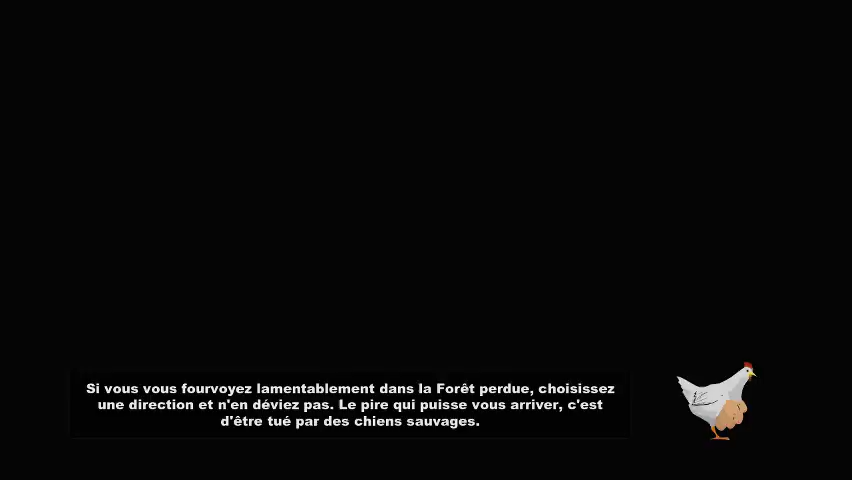 Si vous vous fourvoyez lamentablement dans la Forêt perdue, choisissez
une direction et n'en déviez pas. Le pire qui puisse vous arriver, c'est
d'être tué par des chiens sauvages.